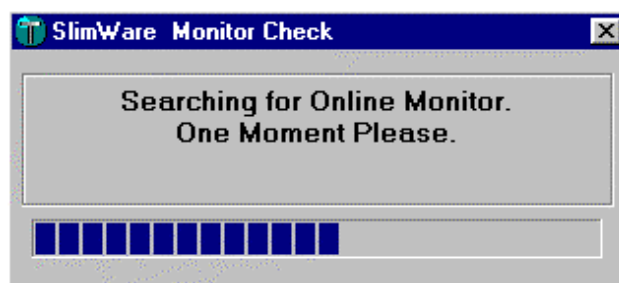 SlimWare Monitor Check
Searching for Online Monitor.
One Moment Please.